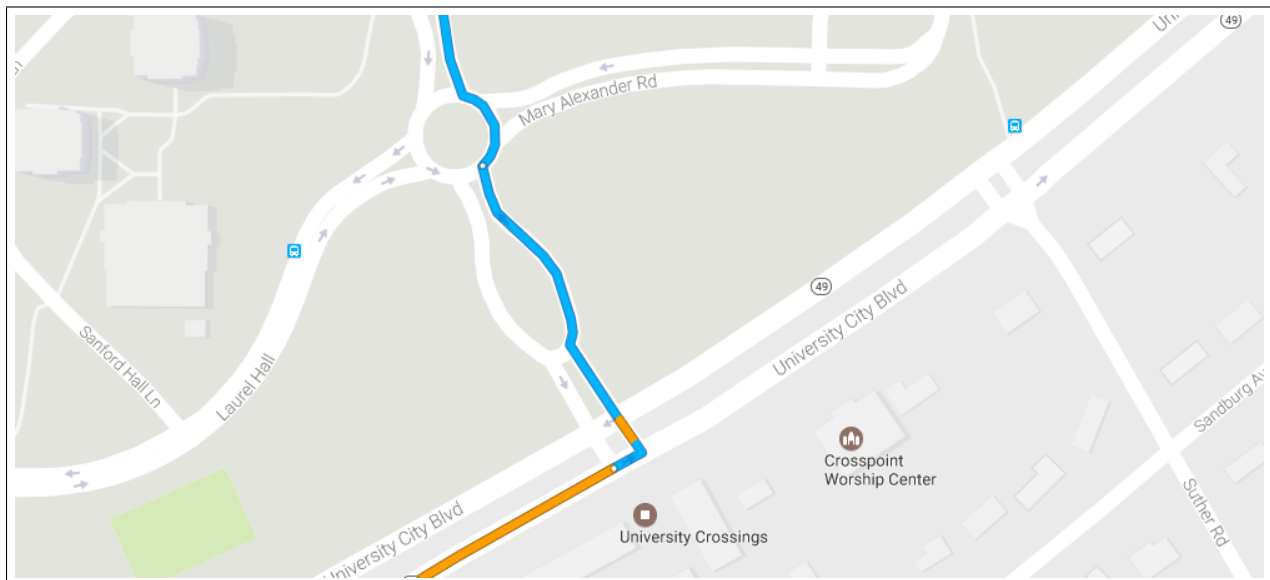 49
Mary Alexander Rd
49
University City Blvd
Sanford Hall Ln
Laurel Hall
Sandburg
Crosspoint
Worship Center
Suther Rd
University City Blvd
University Crossings